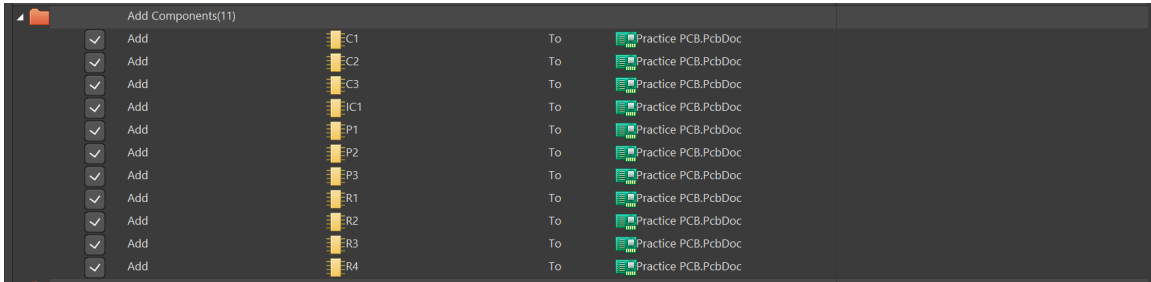 Add Components(11)
Add C1 To Practice PCB.PcbDoc
Add C2 To Practice PCB.PcbDoc
Add C3 To Practice PCB.PcbDoc
Add IC1 To Practice PCB.PcbDoc
Add P1 To Practice PCB.PcbDoc
Add P2 To Practice PCB.PcbDoc
Add P3 To Practice PCB.PcbDoc
Add R1 To Practice PCB.PcbDoc
Add R2 To Practice PCB.PcbDoc
Add R3 To Practice PCB.PcbDoc
Add R4 To Practice PCB.PcbDoc